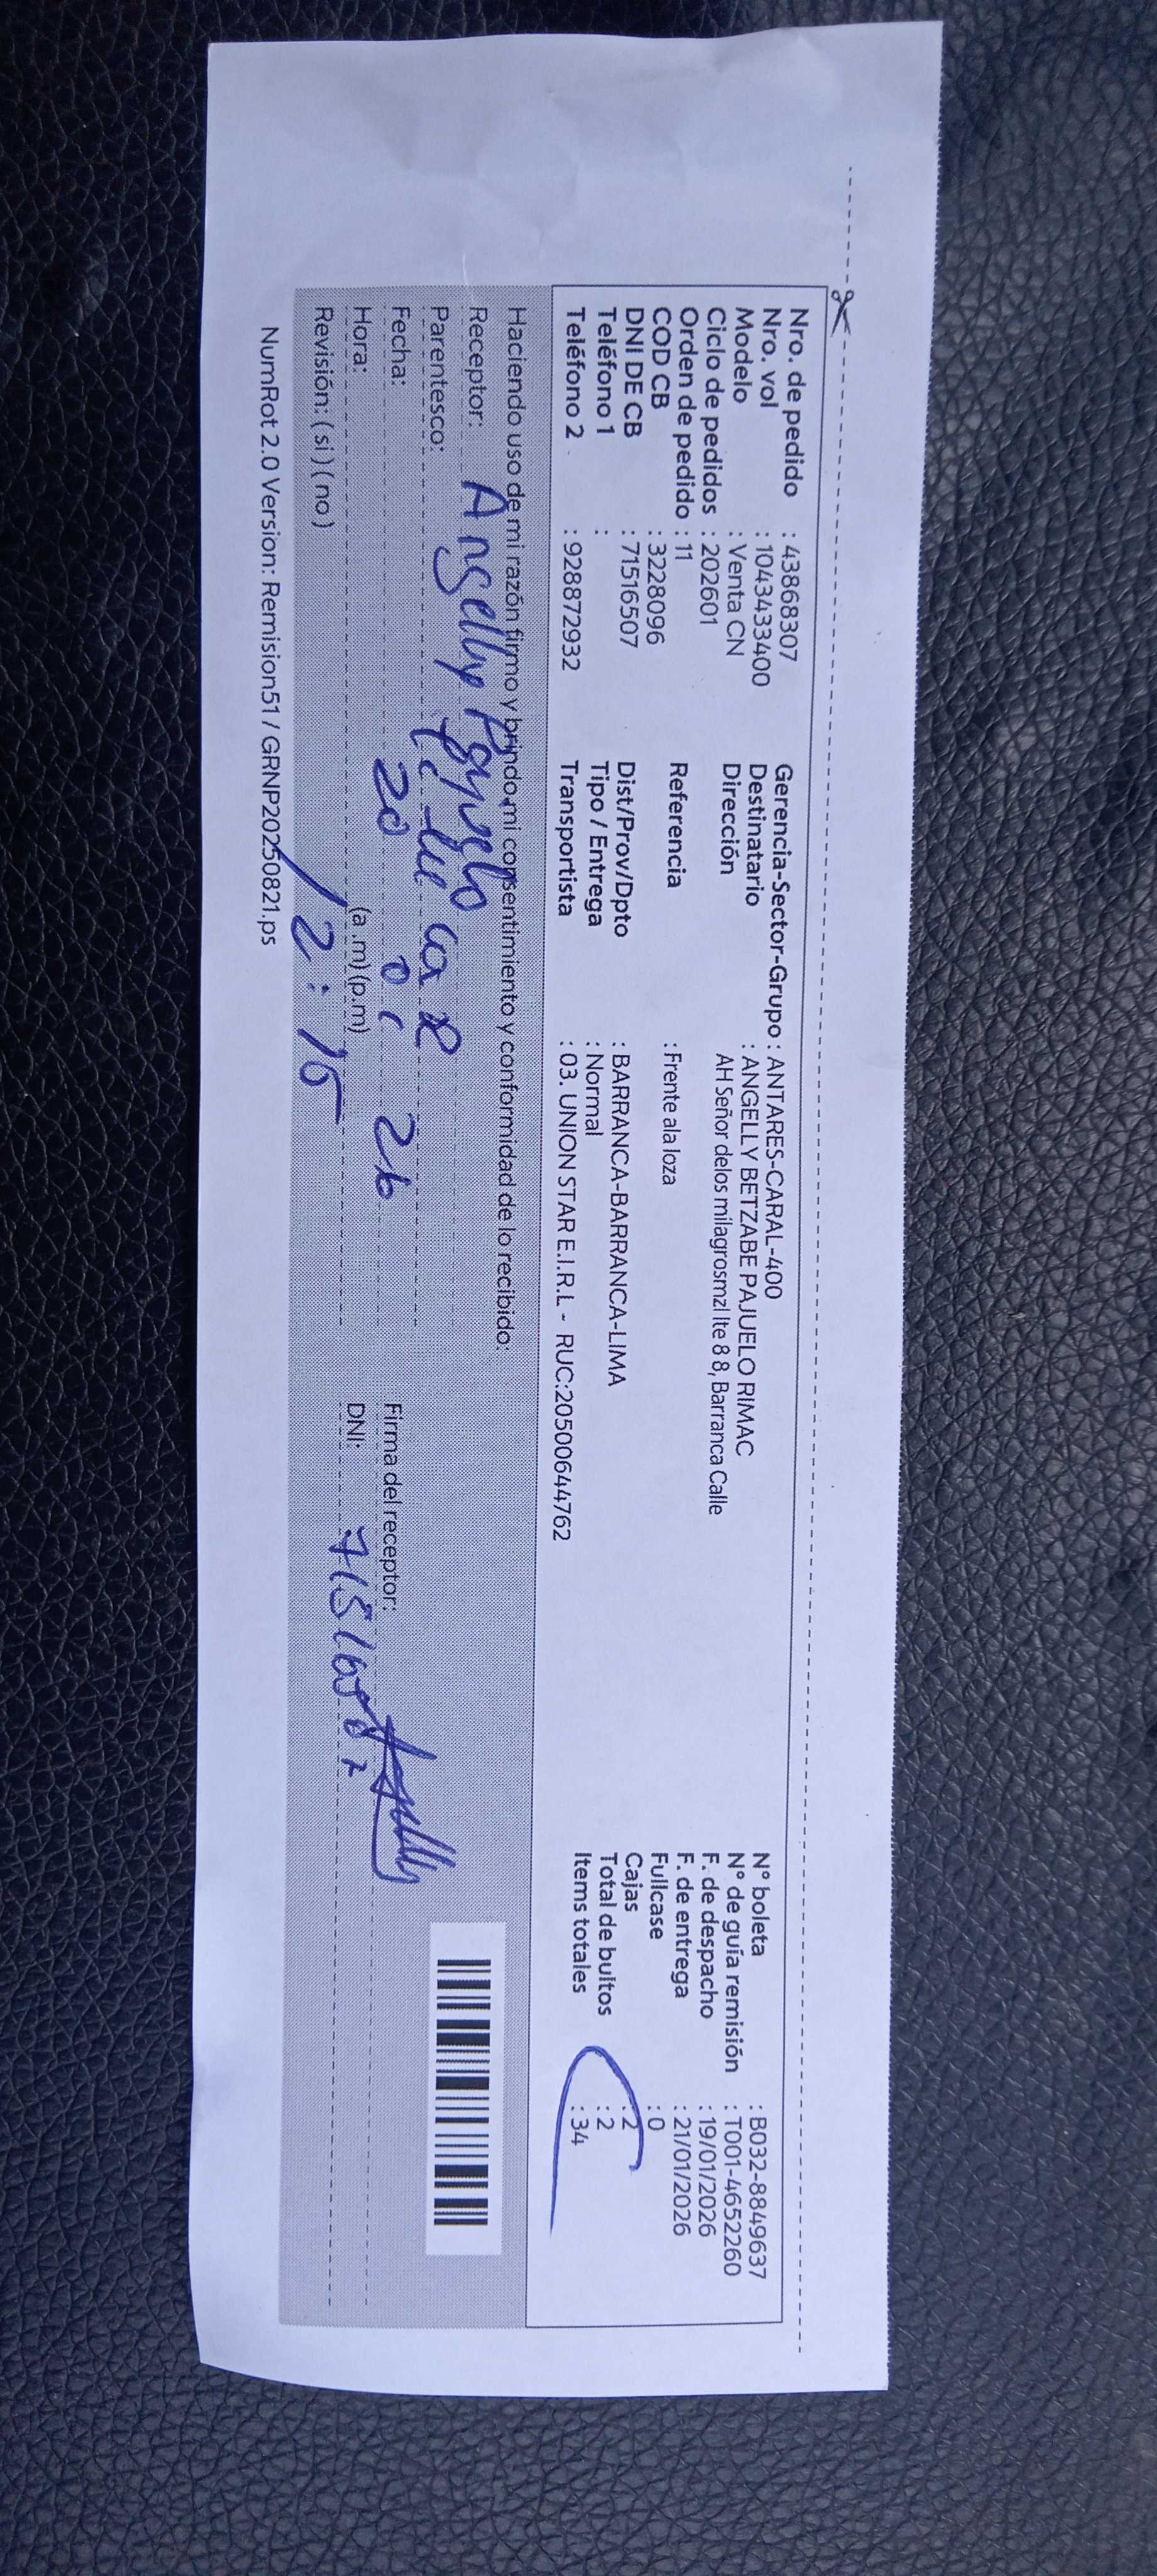 Nro. de pedido : 43868307
Nro. vol : 1043433400
Modelo : Venta CN
Ciclo de pedidos : 202601
Orden de pedido : 11
COD CB : 3228096
DNI DE CB : 71516507
Teléfono 1 :
Teléfono 2 : 928872932
Gerencia-Sector-Grupo : ANTARES-CARAL-400
Destinatario : ANGELLY BETZABE PAJUELO RIMAC
Dirección AH Señor delos milagrosmzl lte 8 8, Barranca Calle
Referencia : Frente ala loza
Dist/Prov/Dpto : BARRANCA-BARRANCA-LIMA
Tipo / Entrega : Normal
Transportista : 03. UNION STAR E.I.R.L - RUC:20500644762
N° boleta : B032-8849637
N° de guía remisión : T001-4652260
F. de despacho : 19/01/2026
F. de entrega : 21/01/2026
Fullcase : 0
Cajas : 2
Total de bultos : 2
Items totales : 34
Haciendo uso de mi razón firmo y brindo mi consentimiento y conformidad de lo recibido:
Receptor: Angelly Pajuelo
Parentesco:
Fecha: 20 01 26
Hora: (a .m) (p.m) 12:15
Revisión: ( si ) ( no )
Firma del receptor:
DNI: 71516507
NumRot 2.0 Version: Remision51 / GRNP20250821.ps